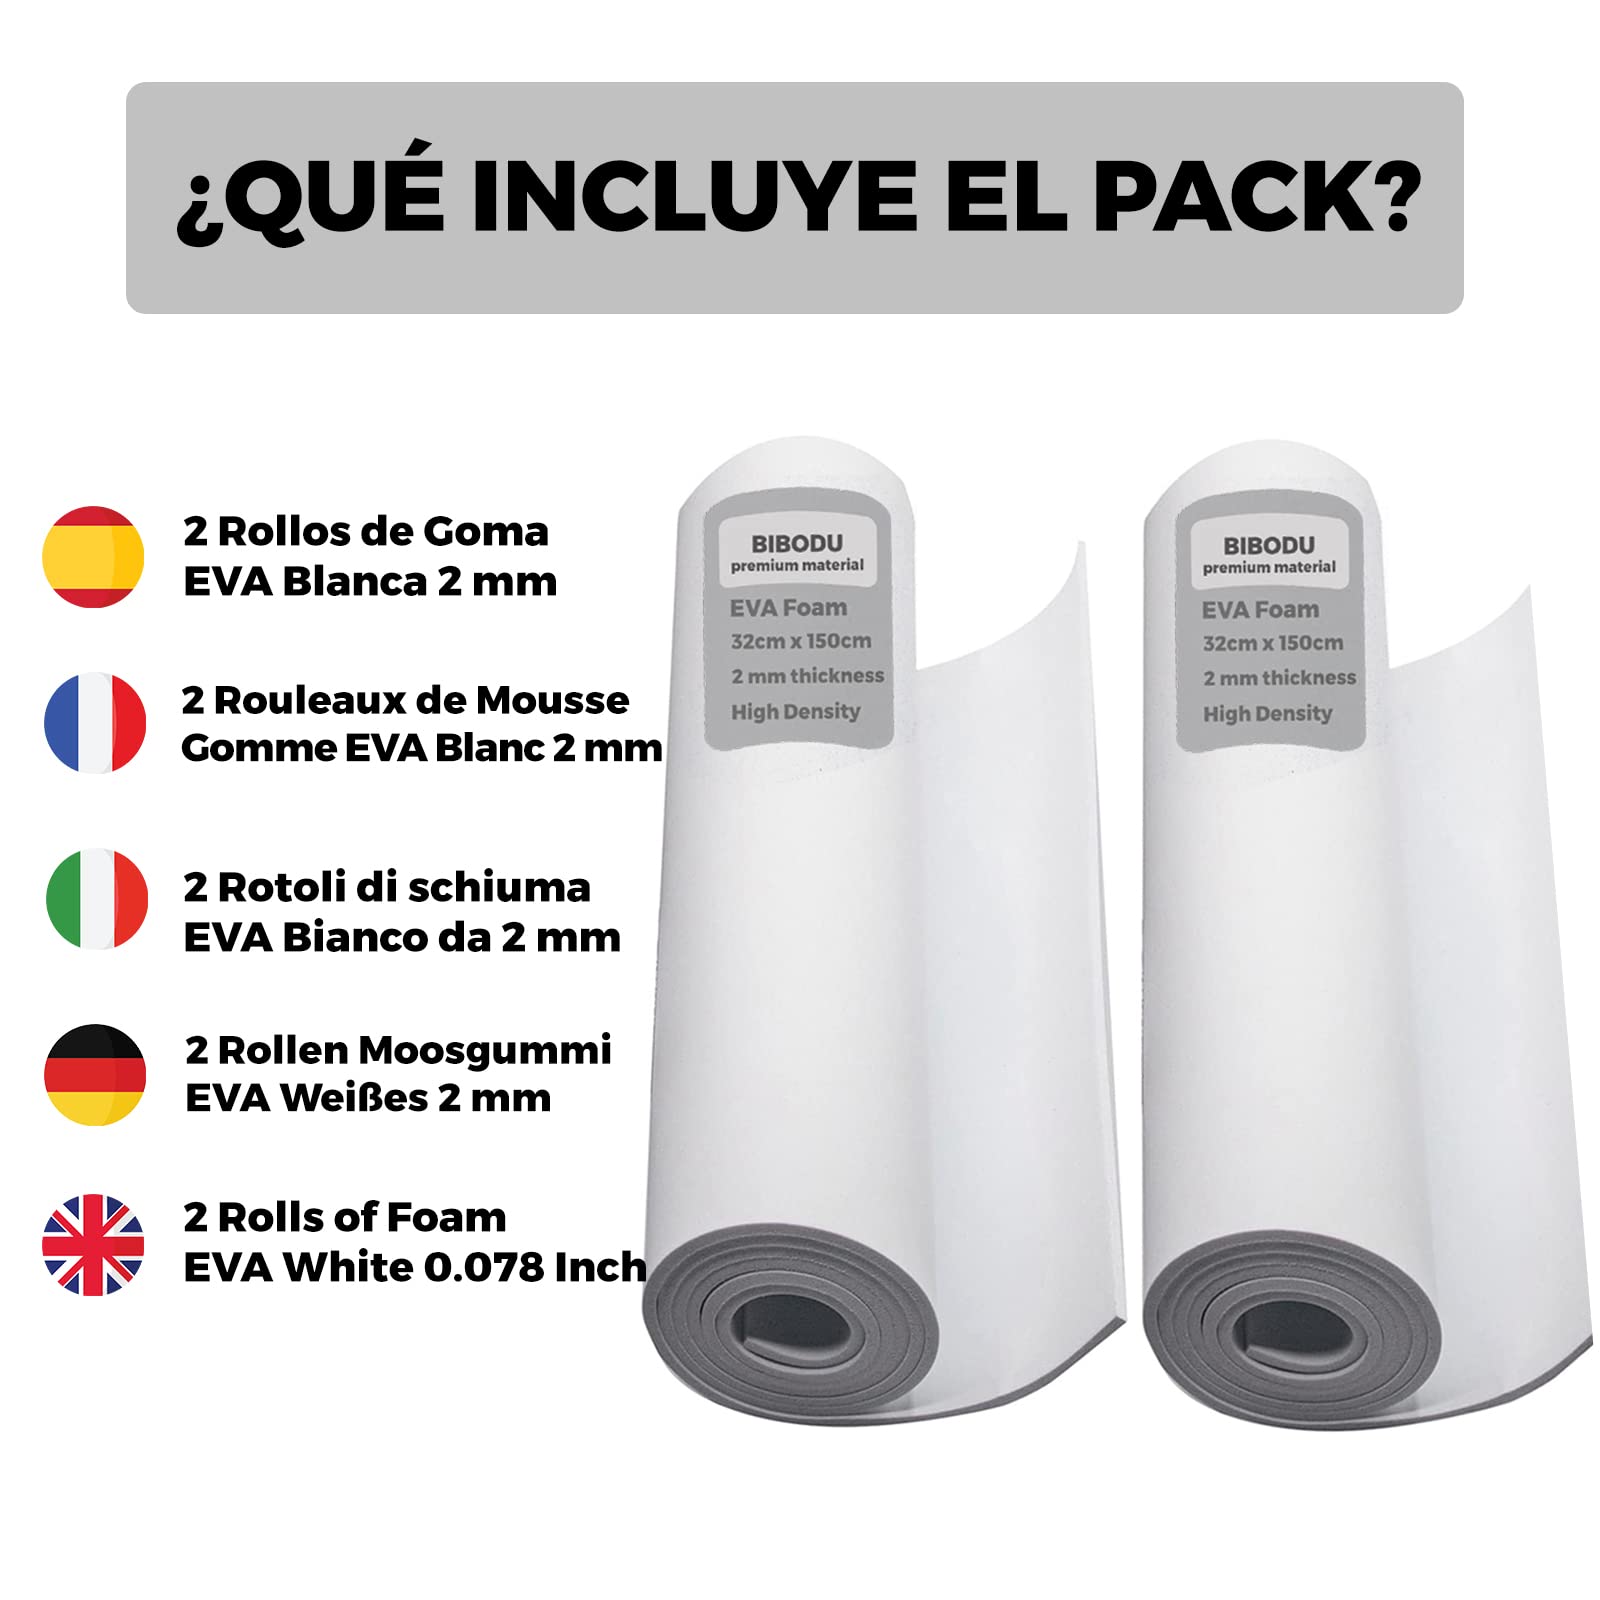 ¿QUÉ INCLUYE EL PACK?
2 Rollos de Goma
EVA Blanca 2 mm
2 Rouleaux de Mousse
Gomme EVA Blanc 2 mm
2 Rotoli di schiuma
EVA Bianco da 2 mm
2 Rollen Moosgummi
EVA Weißes 2 mm
2 Rolls of Foam
EVA White 0.078 Inch
BIBODU
premium material
EVA Foam
32cm x 150cm
2 mm thickness
High Density
BIBODU
premium material
EVA Foam
32cm x 150cm
2 mm thickness
High Density